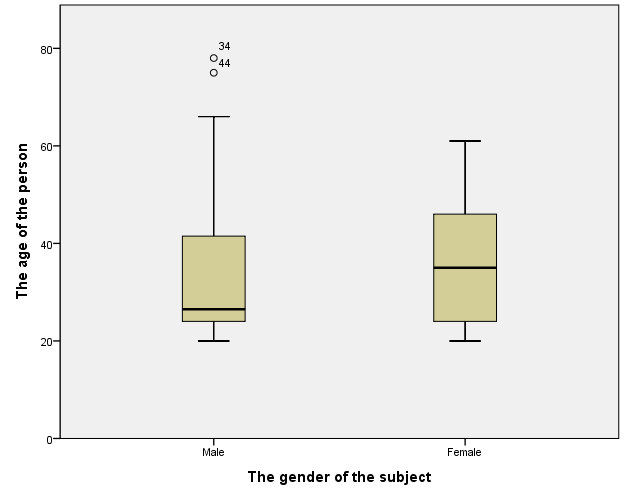 The age of the person
80
60
40
20
0
34
44
Male
Female
The gender of the subject